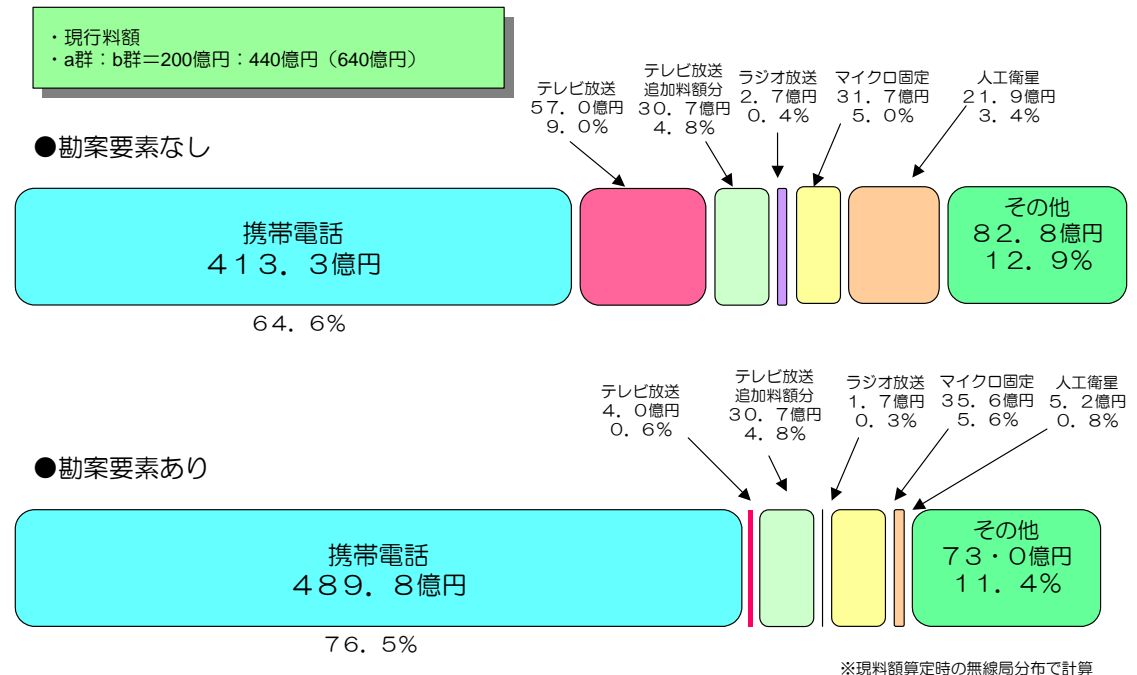 ・現行料額
・a群：b群＝200億円：440億円（640億円）
●勘案要素なし
テレビ放送
５７．０億円
９．０％
テレビ放送
追加料額分
３０．７億円
４．８％
ラジオ放送
２．７億円
０．４％
マイクロ固定
３１．７億円
５．０％
人工衛星
２１．９億円
３．４％
携帯電話
４１３．３億円
その他
８２．８億円
１２．９％
６４．６％
●勘案要素あり
テレビ放送
４．０億円
０．６％
テレビ放送
追加料額分
３０．７億円
４．８％
ラジオ放送
１．７億円
０．３％
マイクロ固定
３５．６億円
５．６％
人工衛星
５．２億円
０．８％
携帯電話
４８９．８億円
その他
７３・０億円
１１．４％
７６．５％
※現料額算定時の無線局分布で計算